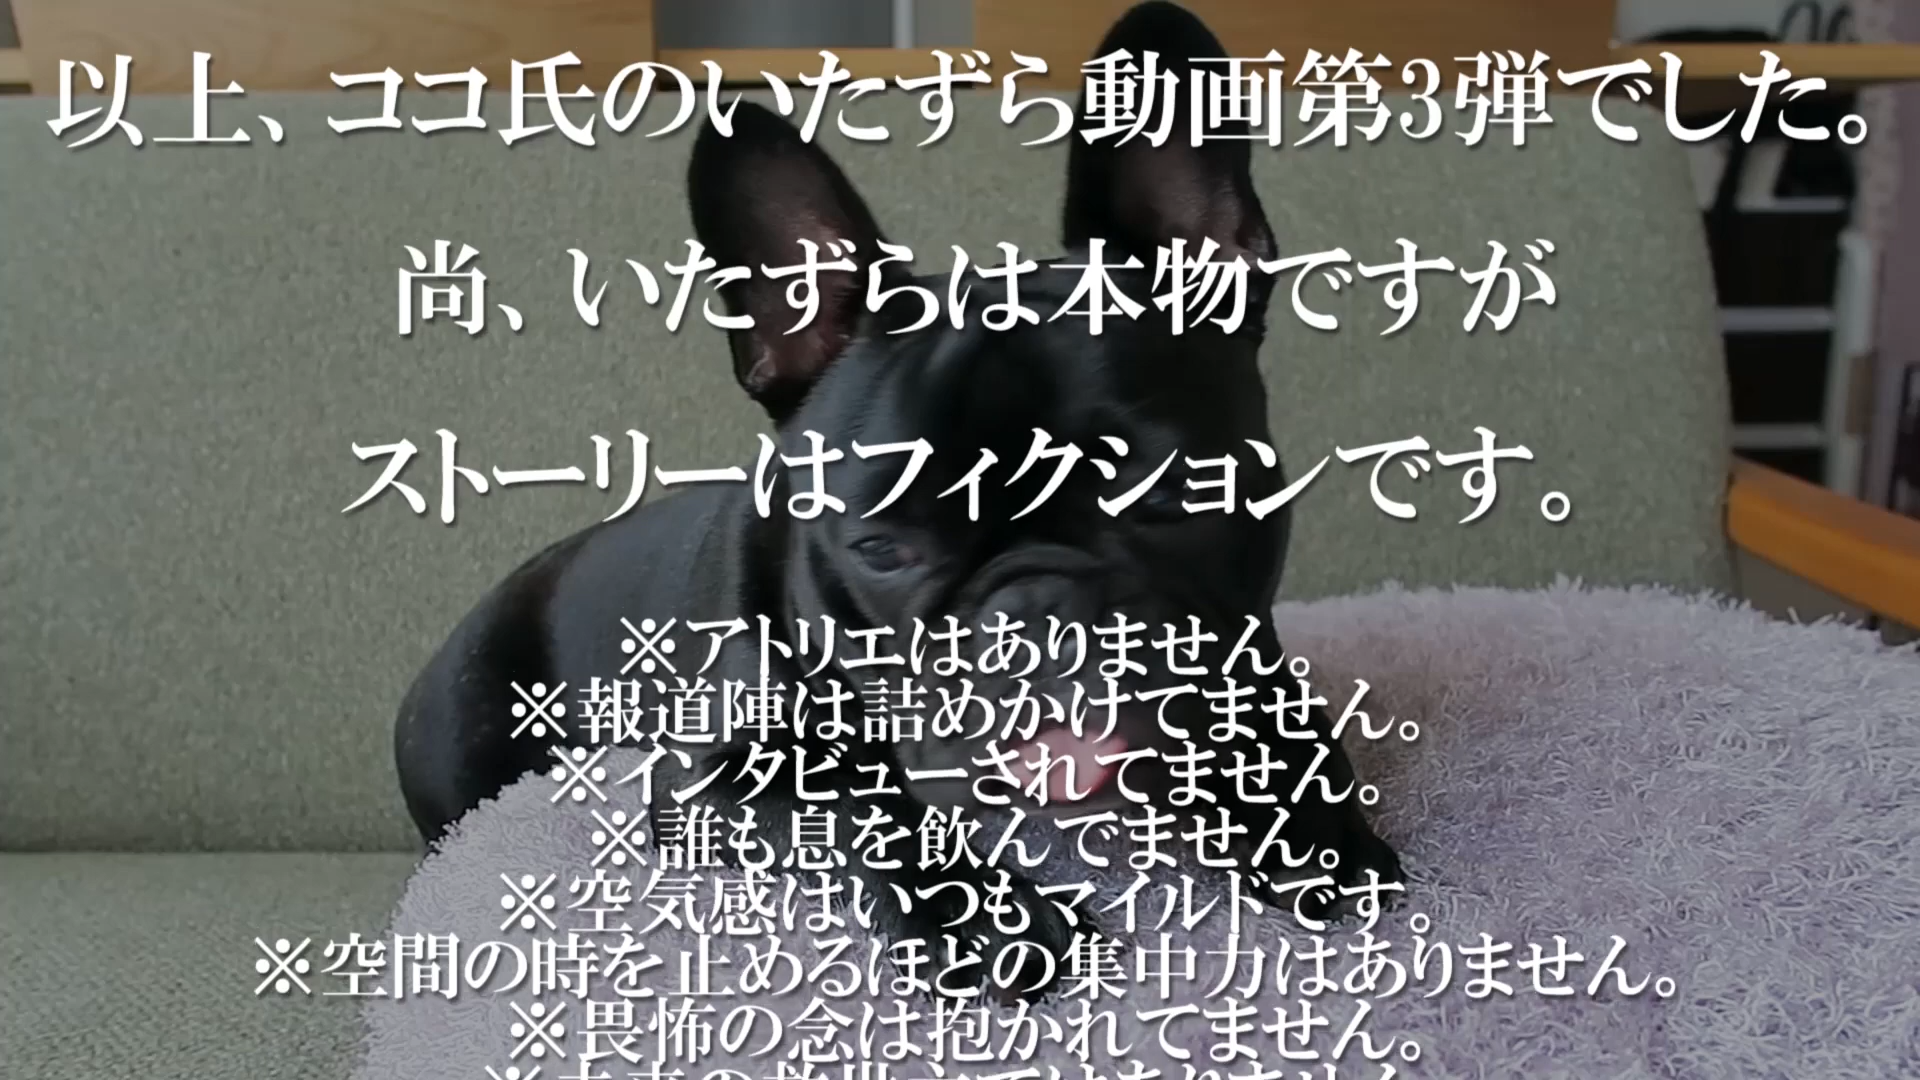 以上、ココ氏のいたずら動画第3弾でした。
尚、いたずらは本物ですが
ストーリーはフィクションです。
※アトリエはありません。
※報道陣は詰めかけてません。
※インタビューされてません。
※誰も息を飲んでません。
※空気感はいつもマイルドです。
※空間の時を止めるほどの集中力はありません。
※畏怖の念は抱かれてません。